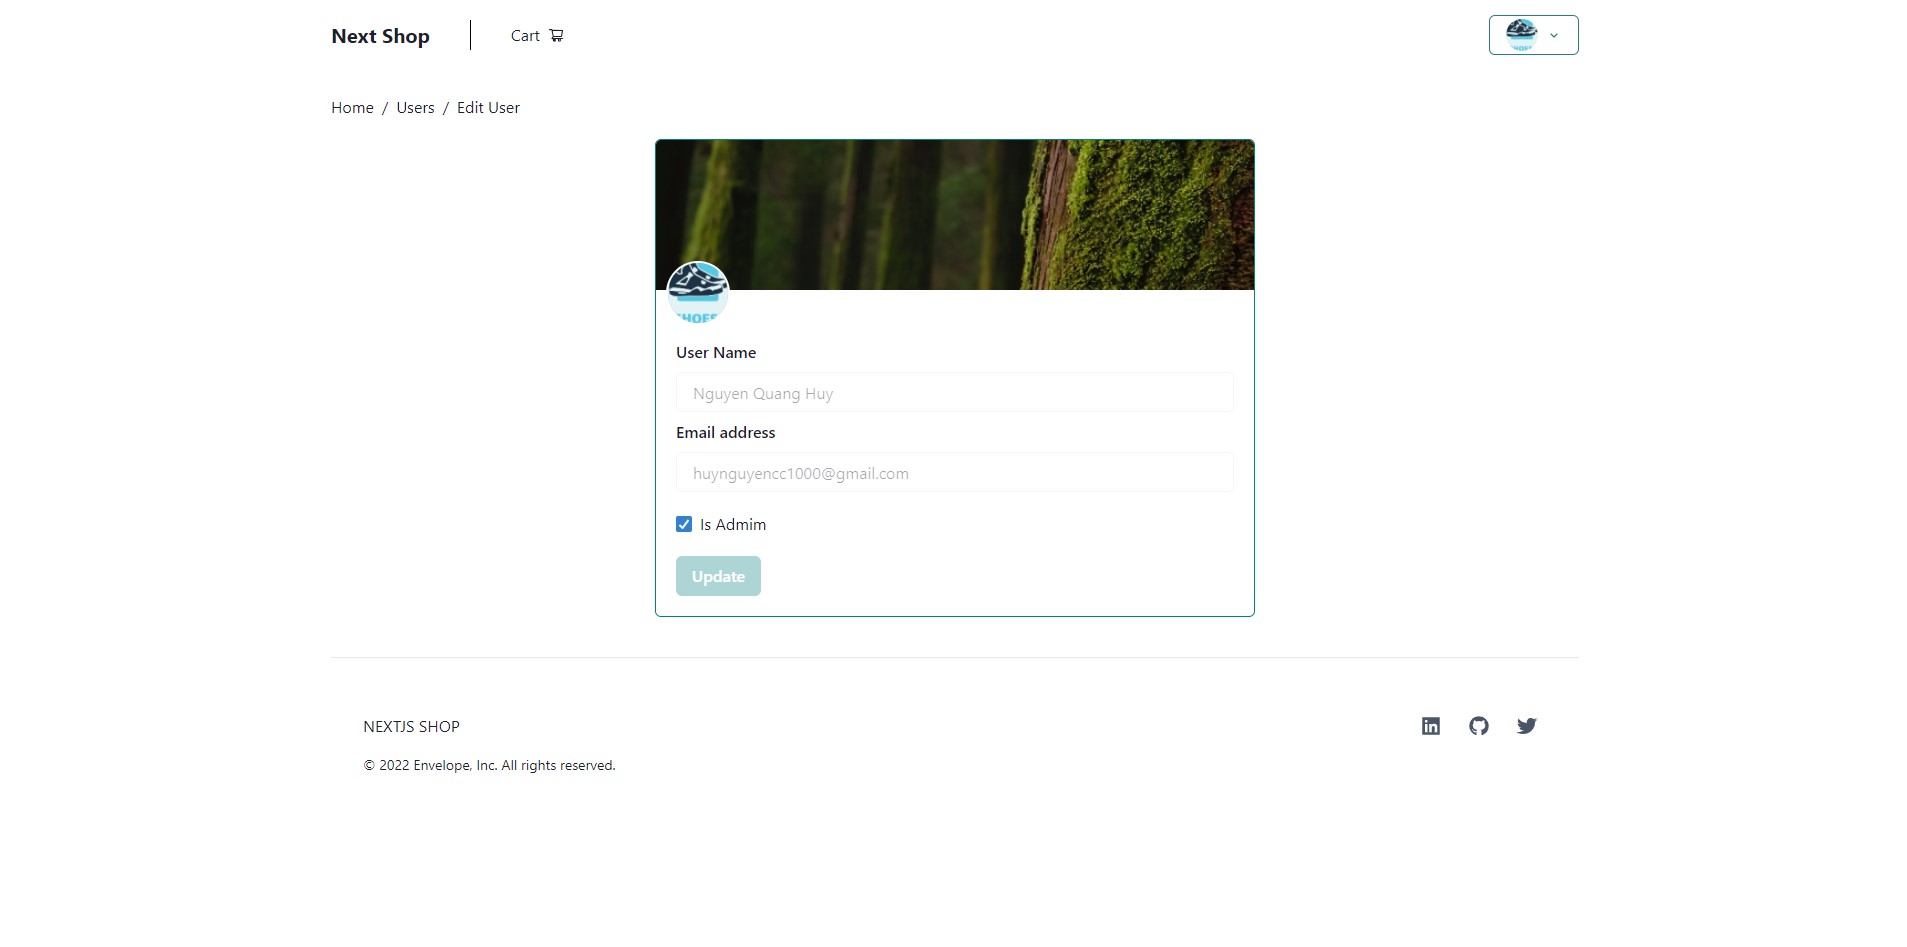 Next Shop
Cart
Home / Users / Edit User
User Name
Nguyen Quang Huy
Email address
huynguyencc1000@gmail.com
Is Admim
Update
NEXTJS SHOP
© 2022 Envelope, Inc. All rights reserved.